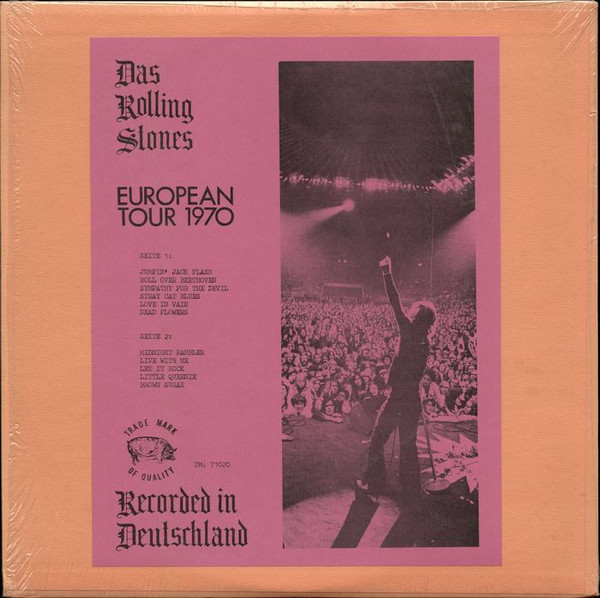 Das
Rolling
Stones
EUROPEAN
TOUR 1970
SEITE 1:
JUMPIN' JACK FLASH
ROLL OVER BEETHOVEN
SYMPATHY FOR THE DEVIL
STRAY CAT BLUES
LOVE IN VAIN
DEAD FLOWERS
SEITE 2:
MIDNIGHT RAMBLER
LIVE WITH ME
LET IT ROCK
LITTLE QUEENIE
BROWN SUGAR
TRADE MARK
OF QUALITY
71020
Recorded in
Deutschland